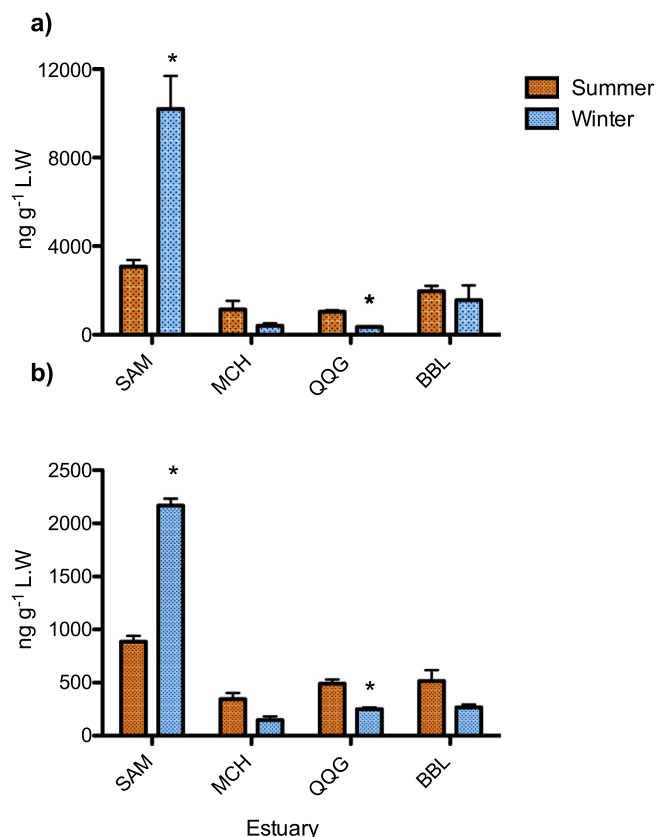 a)
*
12000
8000
4000
0
ng g-1 L.W
*
SAM
MCH
QQG
BBL
Summer
Winter
b)
*
2500
2000
1500
1000
500
0
ng g-1 L.W
*
SAM
MCH
QQG
BBL
Estuary